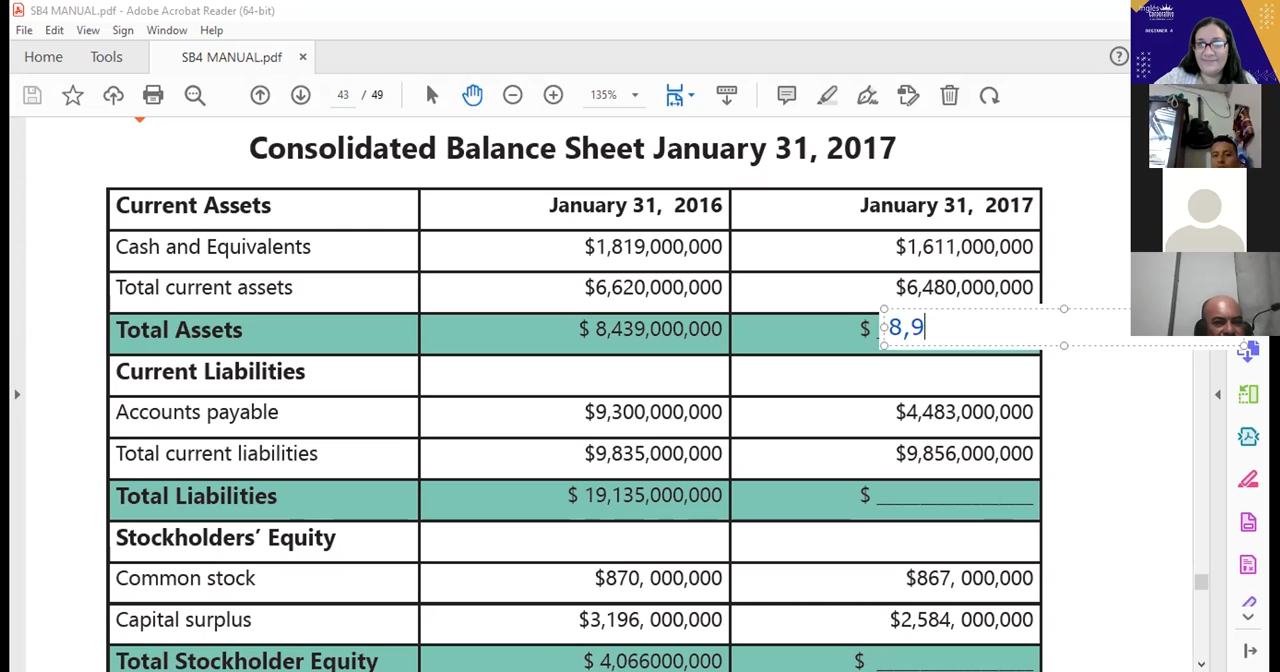 SB4 MANUAL.pdf - Adobe Acrobat Reader (64-bit)
File Edit View Sign Window Help
Home Tools SB4 MANUAL.pdf ×
43 / 49 135%
Inglés Corporativo
BEGINNER 4
Consolidated Balance Sheet January 31, 2017
Current Assets January 31, 2016 January 31, 2017
Cash and Equivalents $1,819,000,000 $1,611,000,000
Total current assets $6,620,000,000 $6,480,000,000
Total Assets $ 8,439,000,000 $ 8,9
Current Liabilities
Accounts payable $9,300,000,000 $4,483,000,000
Total current liabilities $9,835,000,000 $9,856,000,000
Total Liabilities $ 19,135,000,000 $ _______________
Stockholders’ Equity
Common stock $870, 000,000 $867, 000,000
Capital surplus $3,196, 000,000 $2,584, 000,000
Total Stockholder Equity $ 4,066000,000 $ _______________